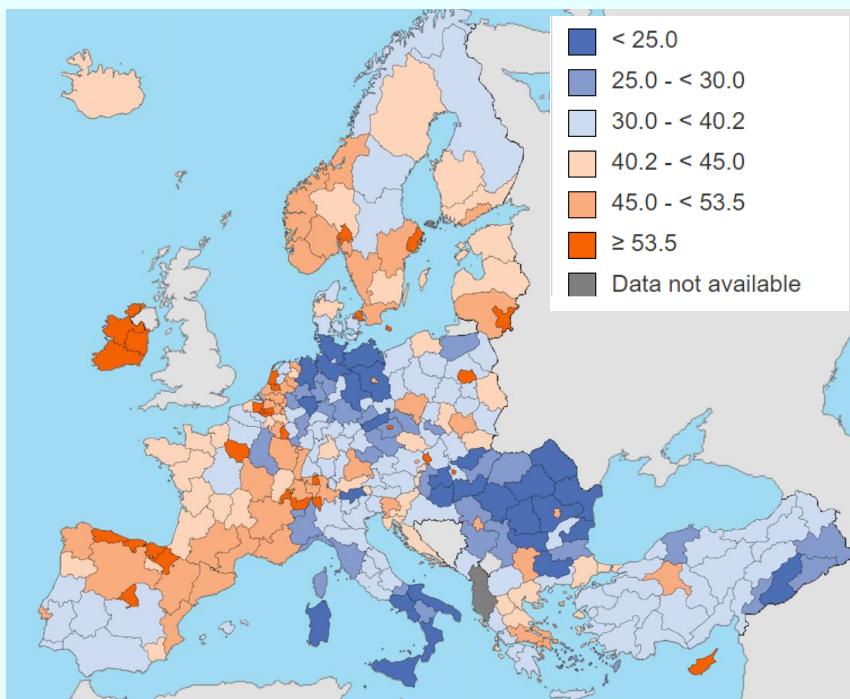 < 25.0
25.0 - < 30.0
30.0 - < 40.2
40.2 - < 45.0
45.0 - < 53.5
≥ 53.5
Data not available